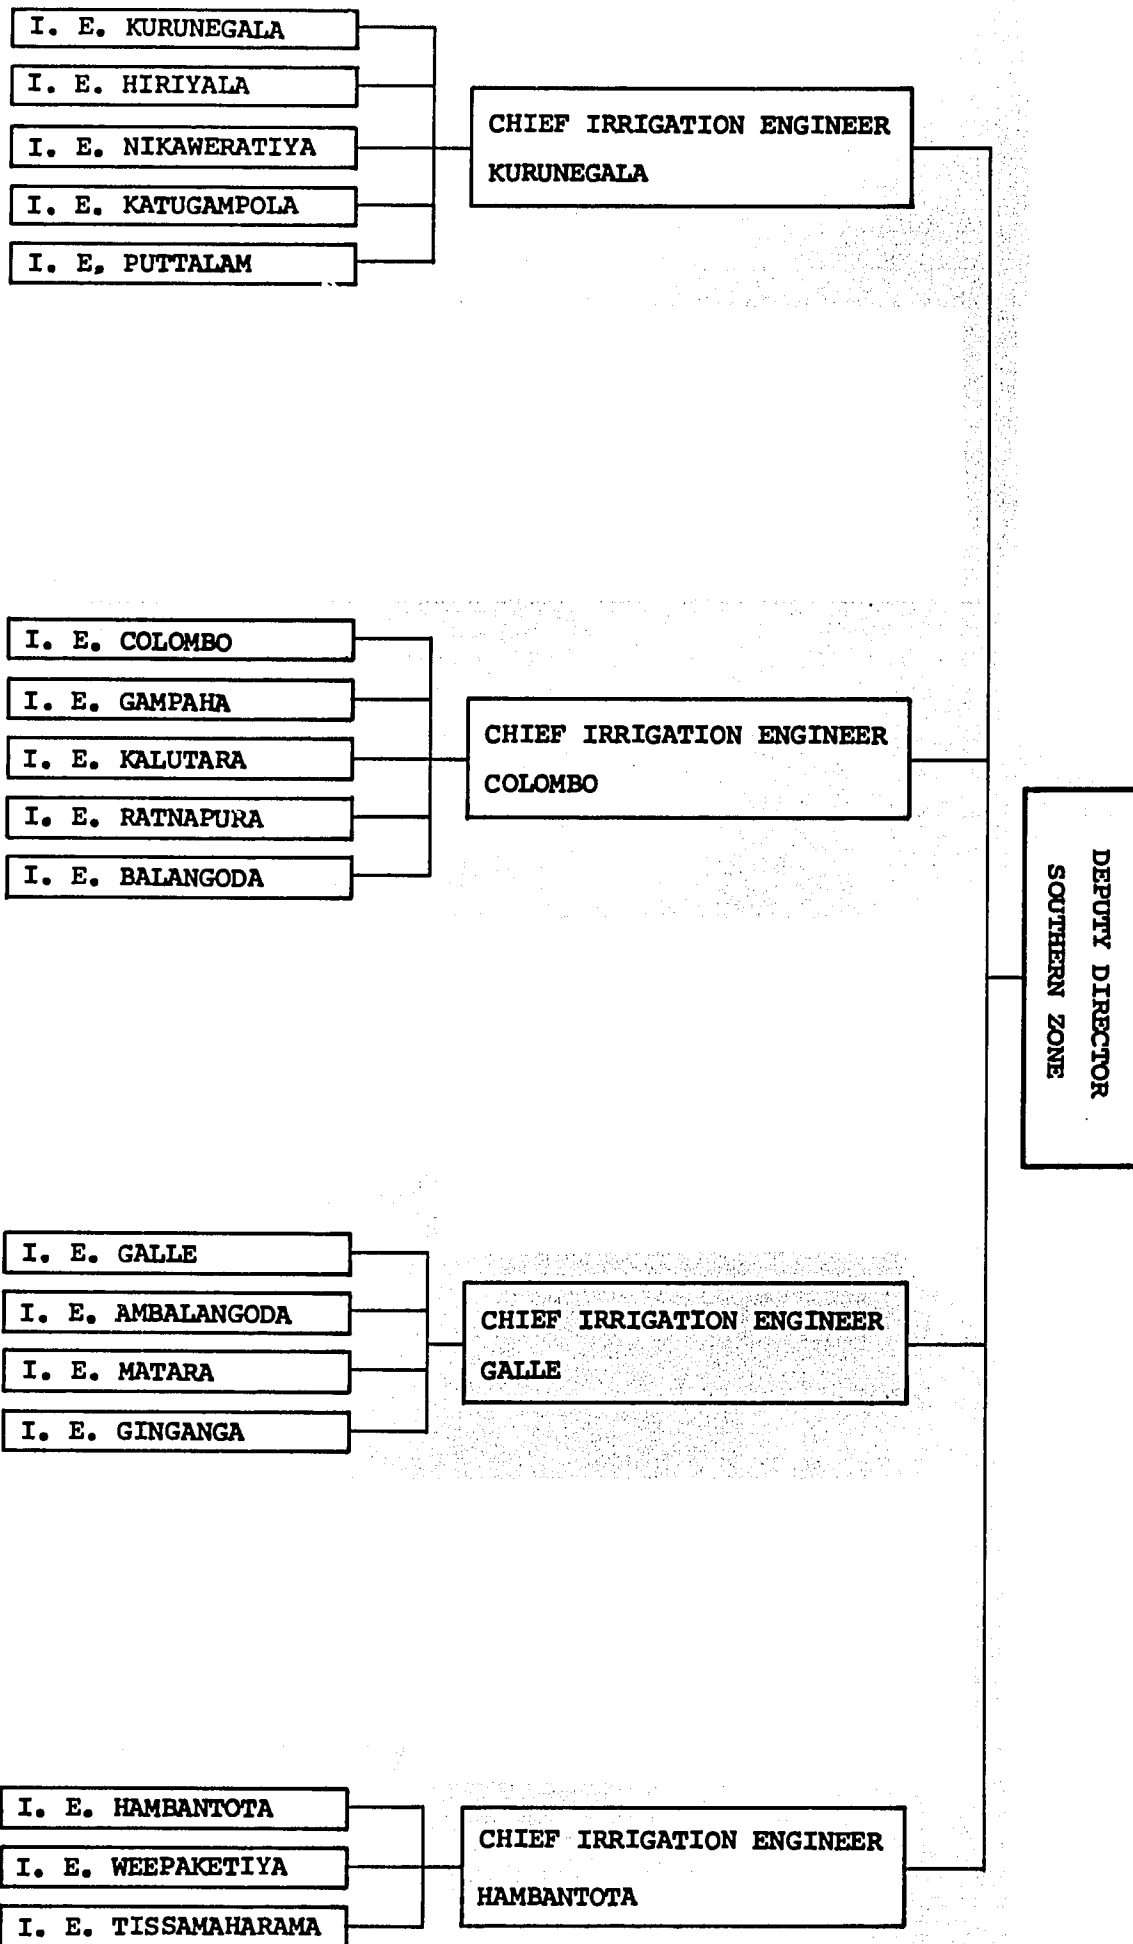 I. E. KURUNEGALA
I. E. HIRIYALA
I. E. NIKAWERATIYA
I. E. KATUGAMPOLA
I. E, PUTTALAM
CHIEF IRRIGATION ENGINEER
KURUNEGALA
I. E. COLOMBO
I. E. GAMPAHA
I. E. KALUTARA
I. E. RATNAPURA
I. E. BALANGODA
CHIEF IRRIGATION ENGINEER
COLOMBO
DEPUTY DIRECTOR
SOUTHERN ZONE
I. E. GALLE
I. E. AMBALANGODA
I. E. MATARA
I. E. GINGANGA
CHIEF IRRIGATION ENGINEER
GALLE
I. E. HAMBANTOTA
I. E. WEEPAKETIYA
I. E. TISSAMAHARAMA
CHIEF IRRIGATION ENGINEER
HAMBANTOTA